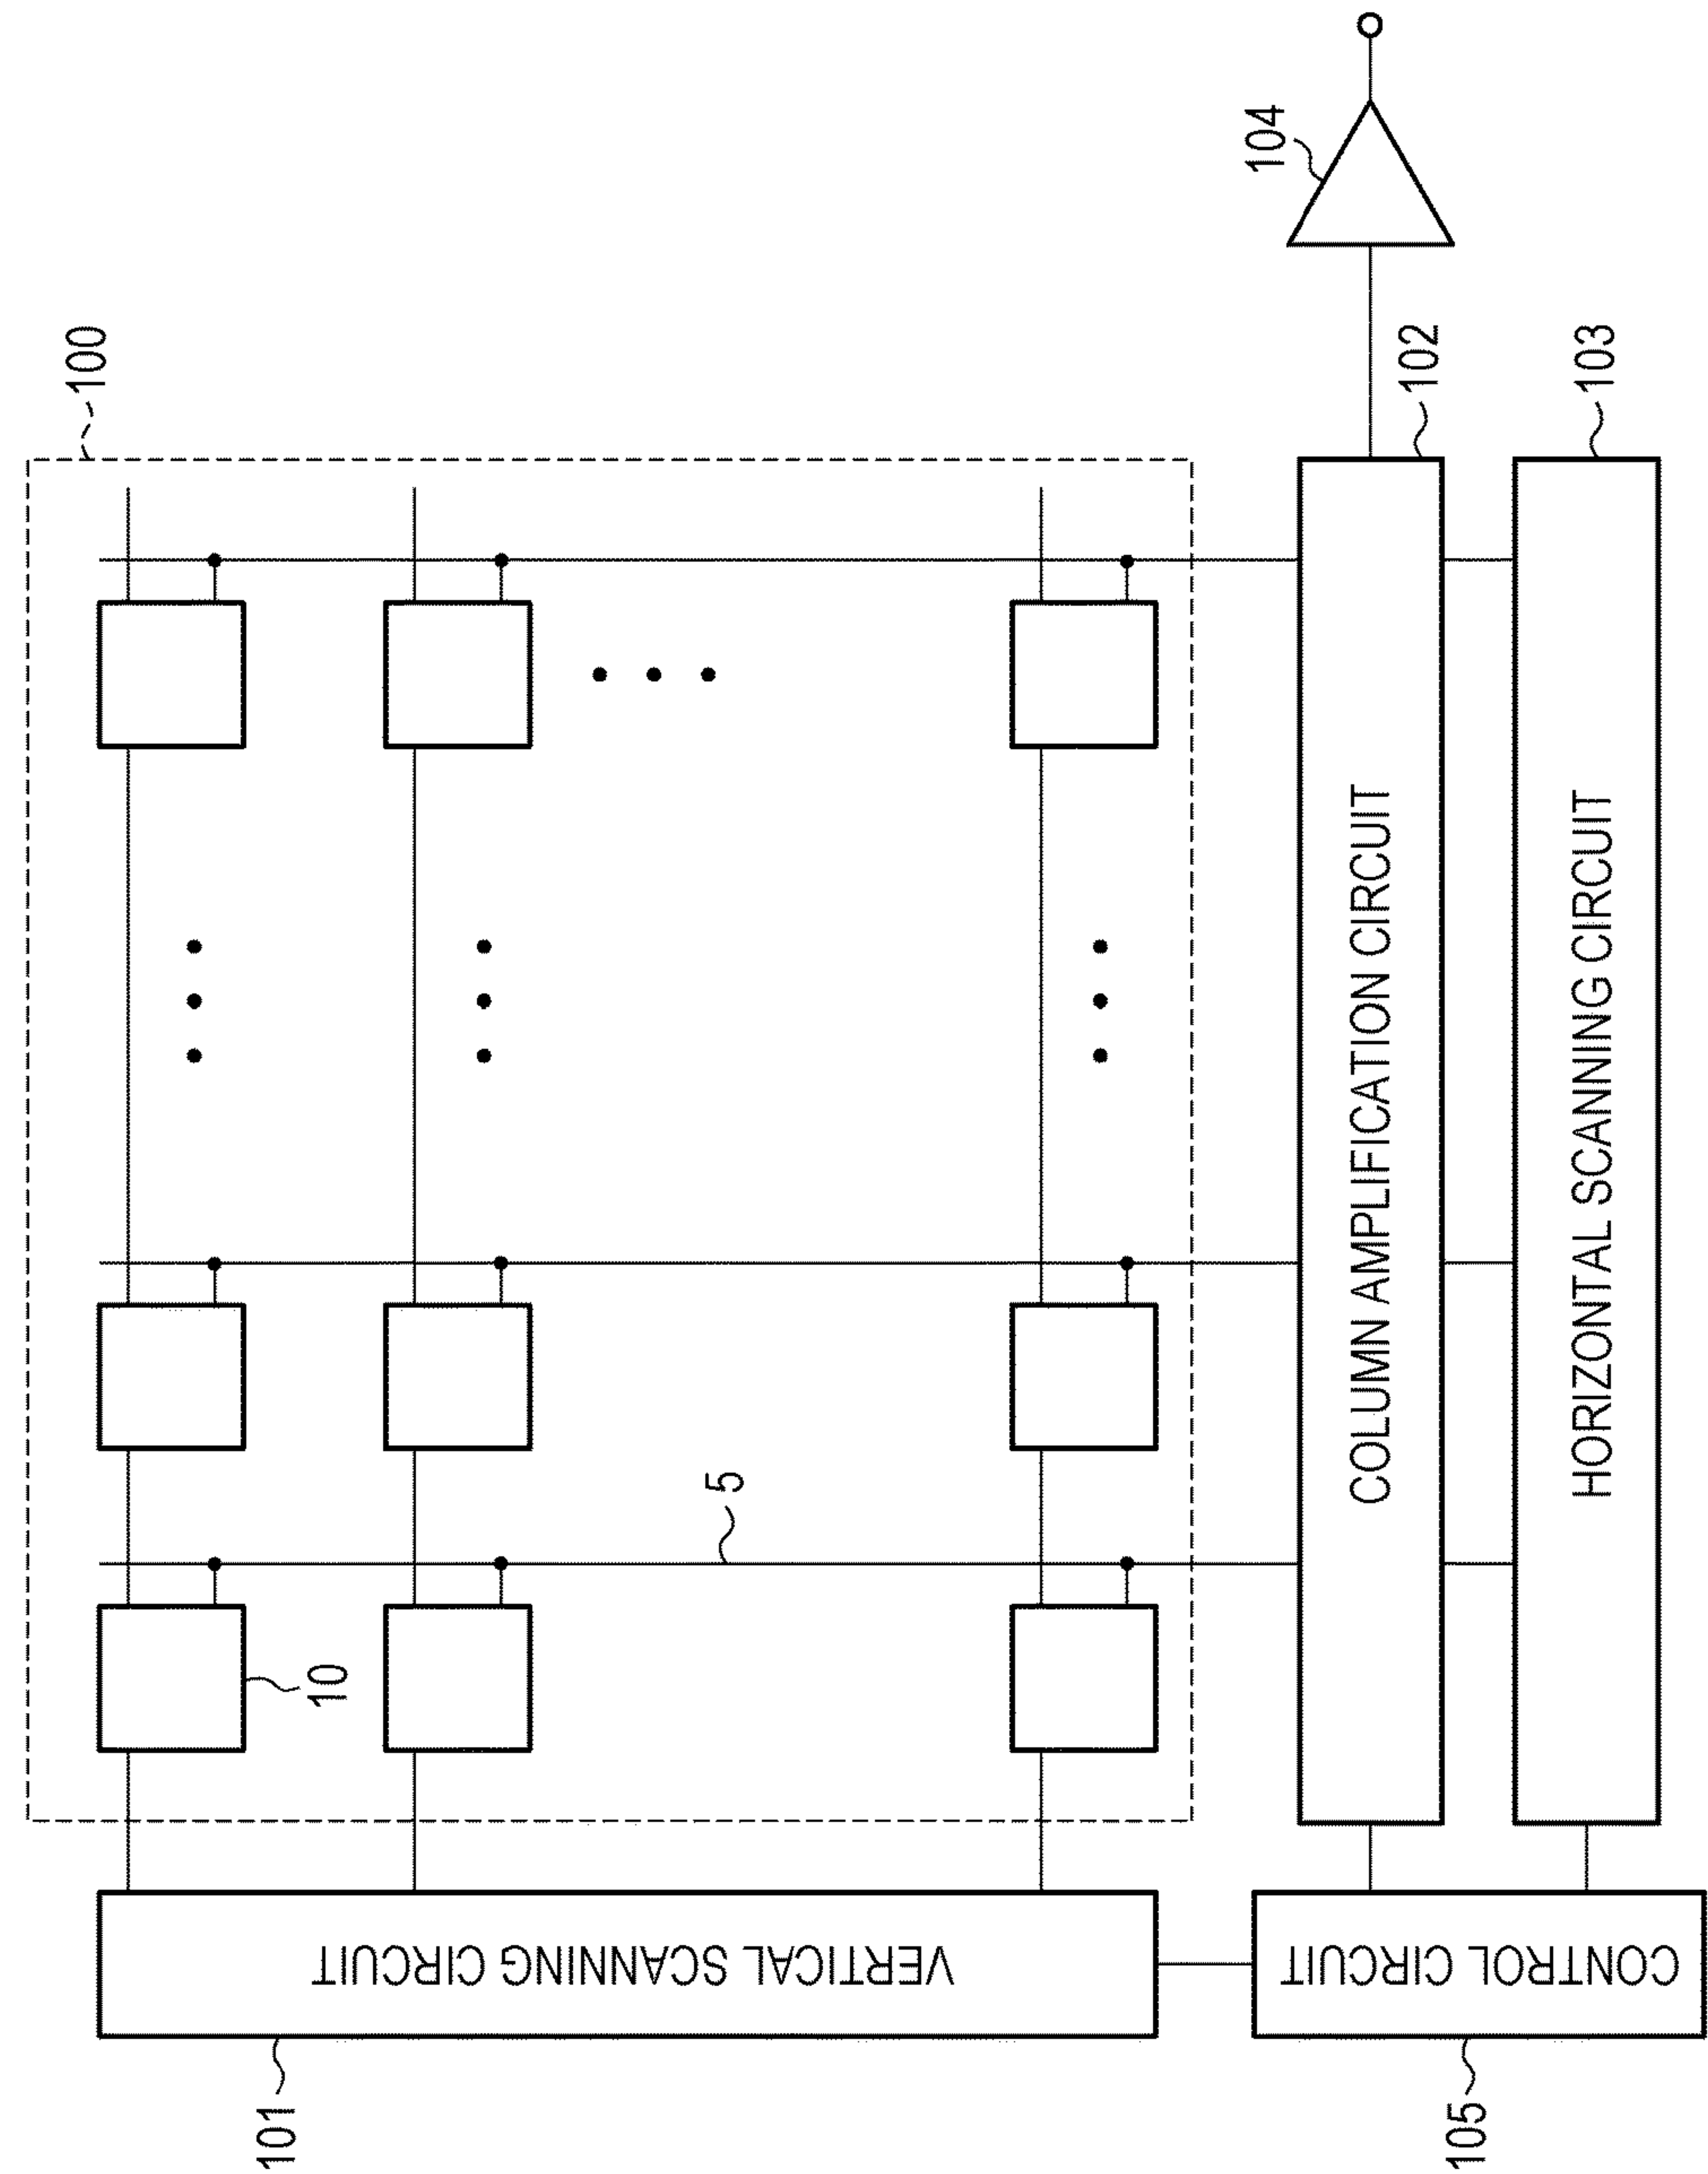 100
104
10
5
101
VERTICAL SCANNING CIRCUIT
COLUMN AMPLIFICATION CIRCUIT
102
HORIZONTAL SCANNING CIRCUIT
103
CONTROL CIRCUIT
105